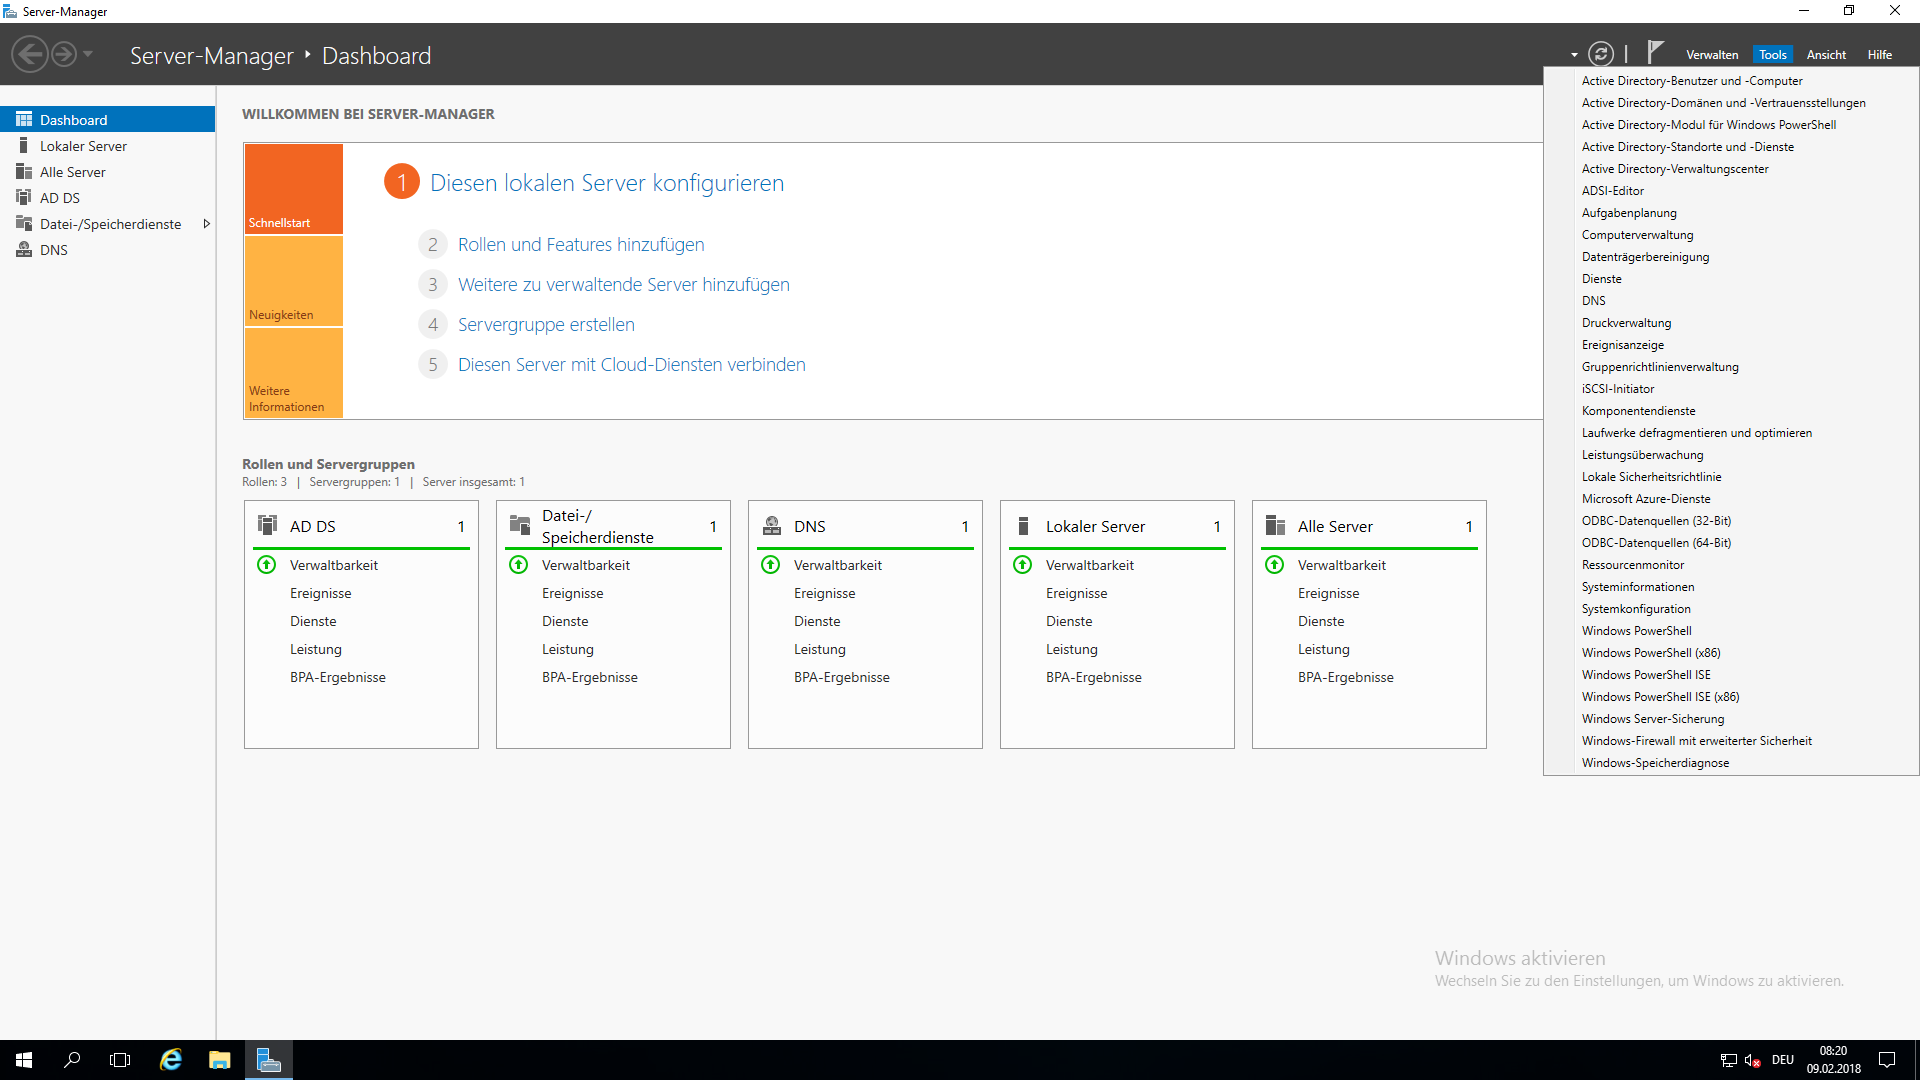 Server-Manager
Server-Manager Dashboard
Verwalten Tools Ansicht Hilfe
Dashboard
Lokaler Server
Alle Server
AD DS
Datei-/Speicherdienste
DNS
WILLKOMMEN BEI SERVER-MANAGER
Schnellstart
Neuigkeiten
Weitere
Informationen
1 Diesen lokalen Server konfigurieren
2 Rollen und Features hinzufügen
3 Weitere zu verwaltende Server hinzufügen
4 Servergruppe erstellen
5 Diesen Server mit Cloud-Diensten verbinden
Rollen und Servergruppen
Rollen: 3 | Servergruppen: 1 | Server insgesamt: 1
AD DS 1
Verwaltbarkeit
Ereignisse
Dienste
Leistung
BPA-Ergebnisse
Datei-/
Speicherdienste 1
Verwaltbarkeit
Ereignisse
Dienste
Leistung
BPA-Ergebnisse
DNS 1
Verwaltbarkeit
Ereignisse
Dienste
Leistung
BPA-Ergebnisse
Lokaler Server 1
Verwaltbarkeit
Ereignisse
Dienste
Leistung
BPA-Ergebnisse
Alle Server 1
Verwaltbarkeit
Ereignisse
Dienste
Leistung
BPA-Ergebnisse
Active Directory-Benutzer und -Computer
Active Directory-Domänen und -Vertrauensstellungen
Active Directory-Modul für Windows PowerShell
Active Directory-Standorte und -Dienste
Active Directory-Verwaltungscenter
ADSI-Editor
Aufgabenplanung
Computerverwaltung
Datenträgerbereinigung
Dienste
DNS
Druckverwaltung
Ereignisanzeige
Gruppenrichtlinienverwaltung
iSCSI-Initiator
Komponentendienste
Laufwerke defragmentieren und optimieren
Leistungsüberwachung
Lokale Sicherheitsrichtlinie
Microsoft Azure-Dienste
ODBC-Datenquellen (32-Bit)
ODBC-Datenquellen (64-Bit)
Ressourcenmonitor
Systeminformationen
Systemkonfiguration
Windows PowerShell
Windows PowerShell (x86)
Windows PowerShell ISE
Windows PowerShell ISE (x86)
Windows Server-Sicherung
Windows-Firewall mit erweiterter Sicherheit
Windows-Speicherdiagnose
Windows aktivieren
Wechseln Sie zu den Einstellungen, um Windows zu aktivieren.
DEU
08:20
09.02.2018